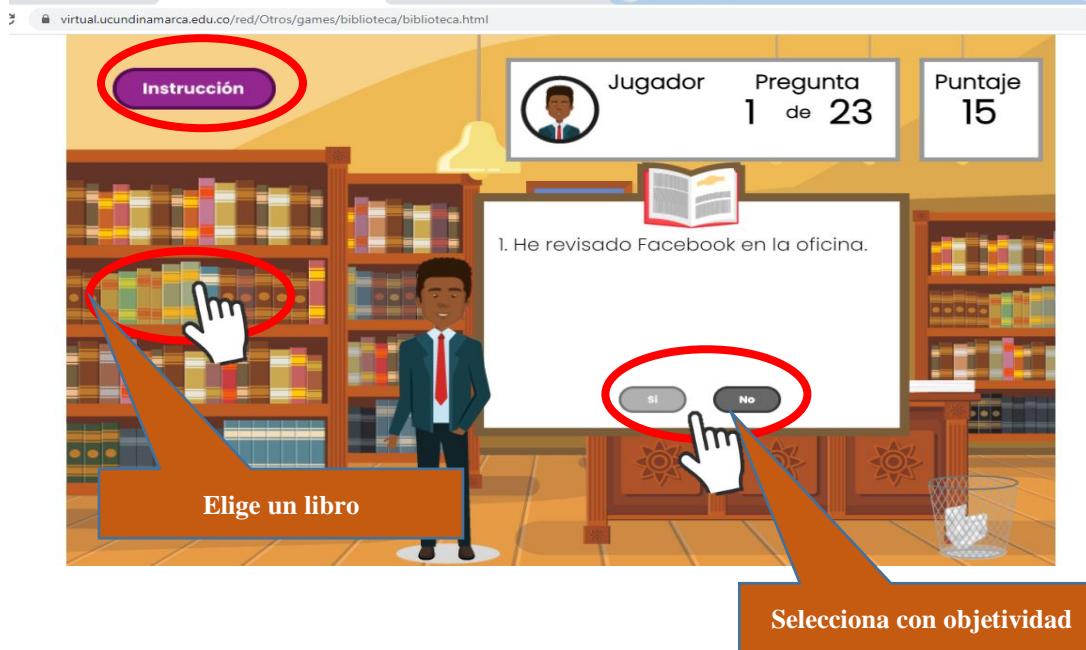 virtual.ucundinamarca.edu.co/red/Otros/games/biblioteca/biblioteca.html
Instrucción
Jugador
Pregunta
1 de 23
Puntaje
15
1. He revisado Facebook en la oficina.
Si
No
Elige un libro
Selecciona con objetividad